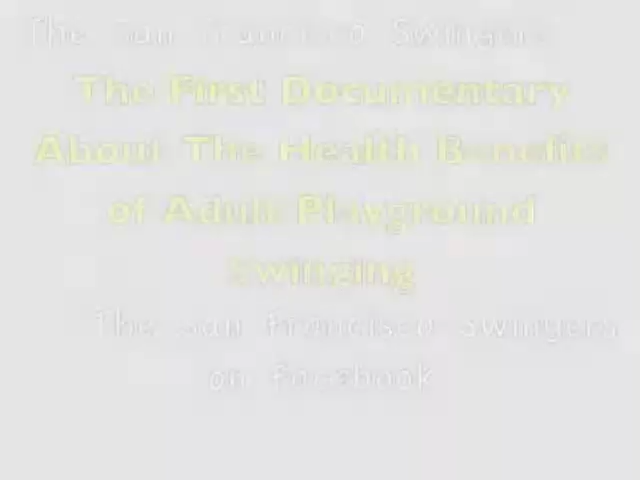 The San Francisco Swingers
The First Documentary
About The Health Benefits
of Adult Playground
Swinging
The San Francisco Swingers
on Facebook